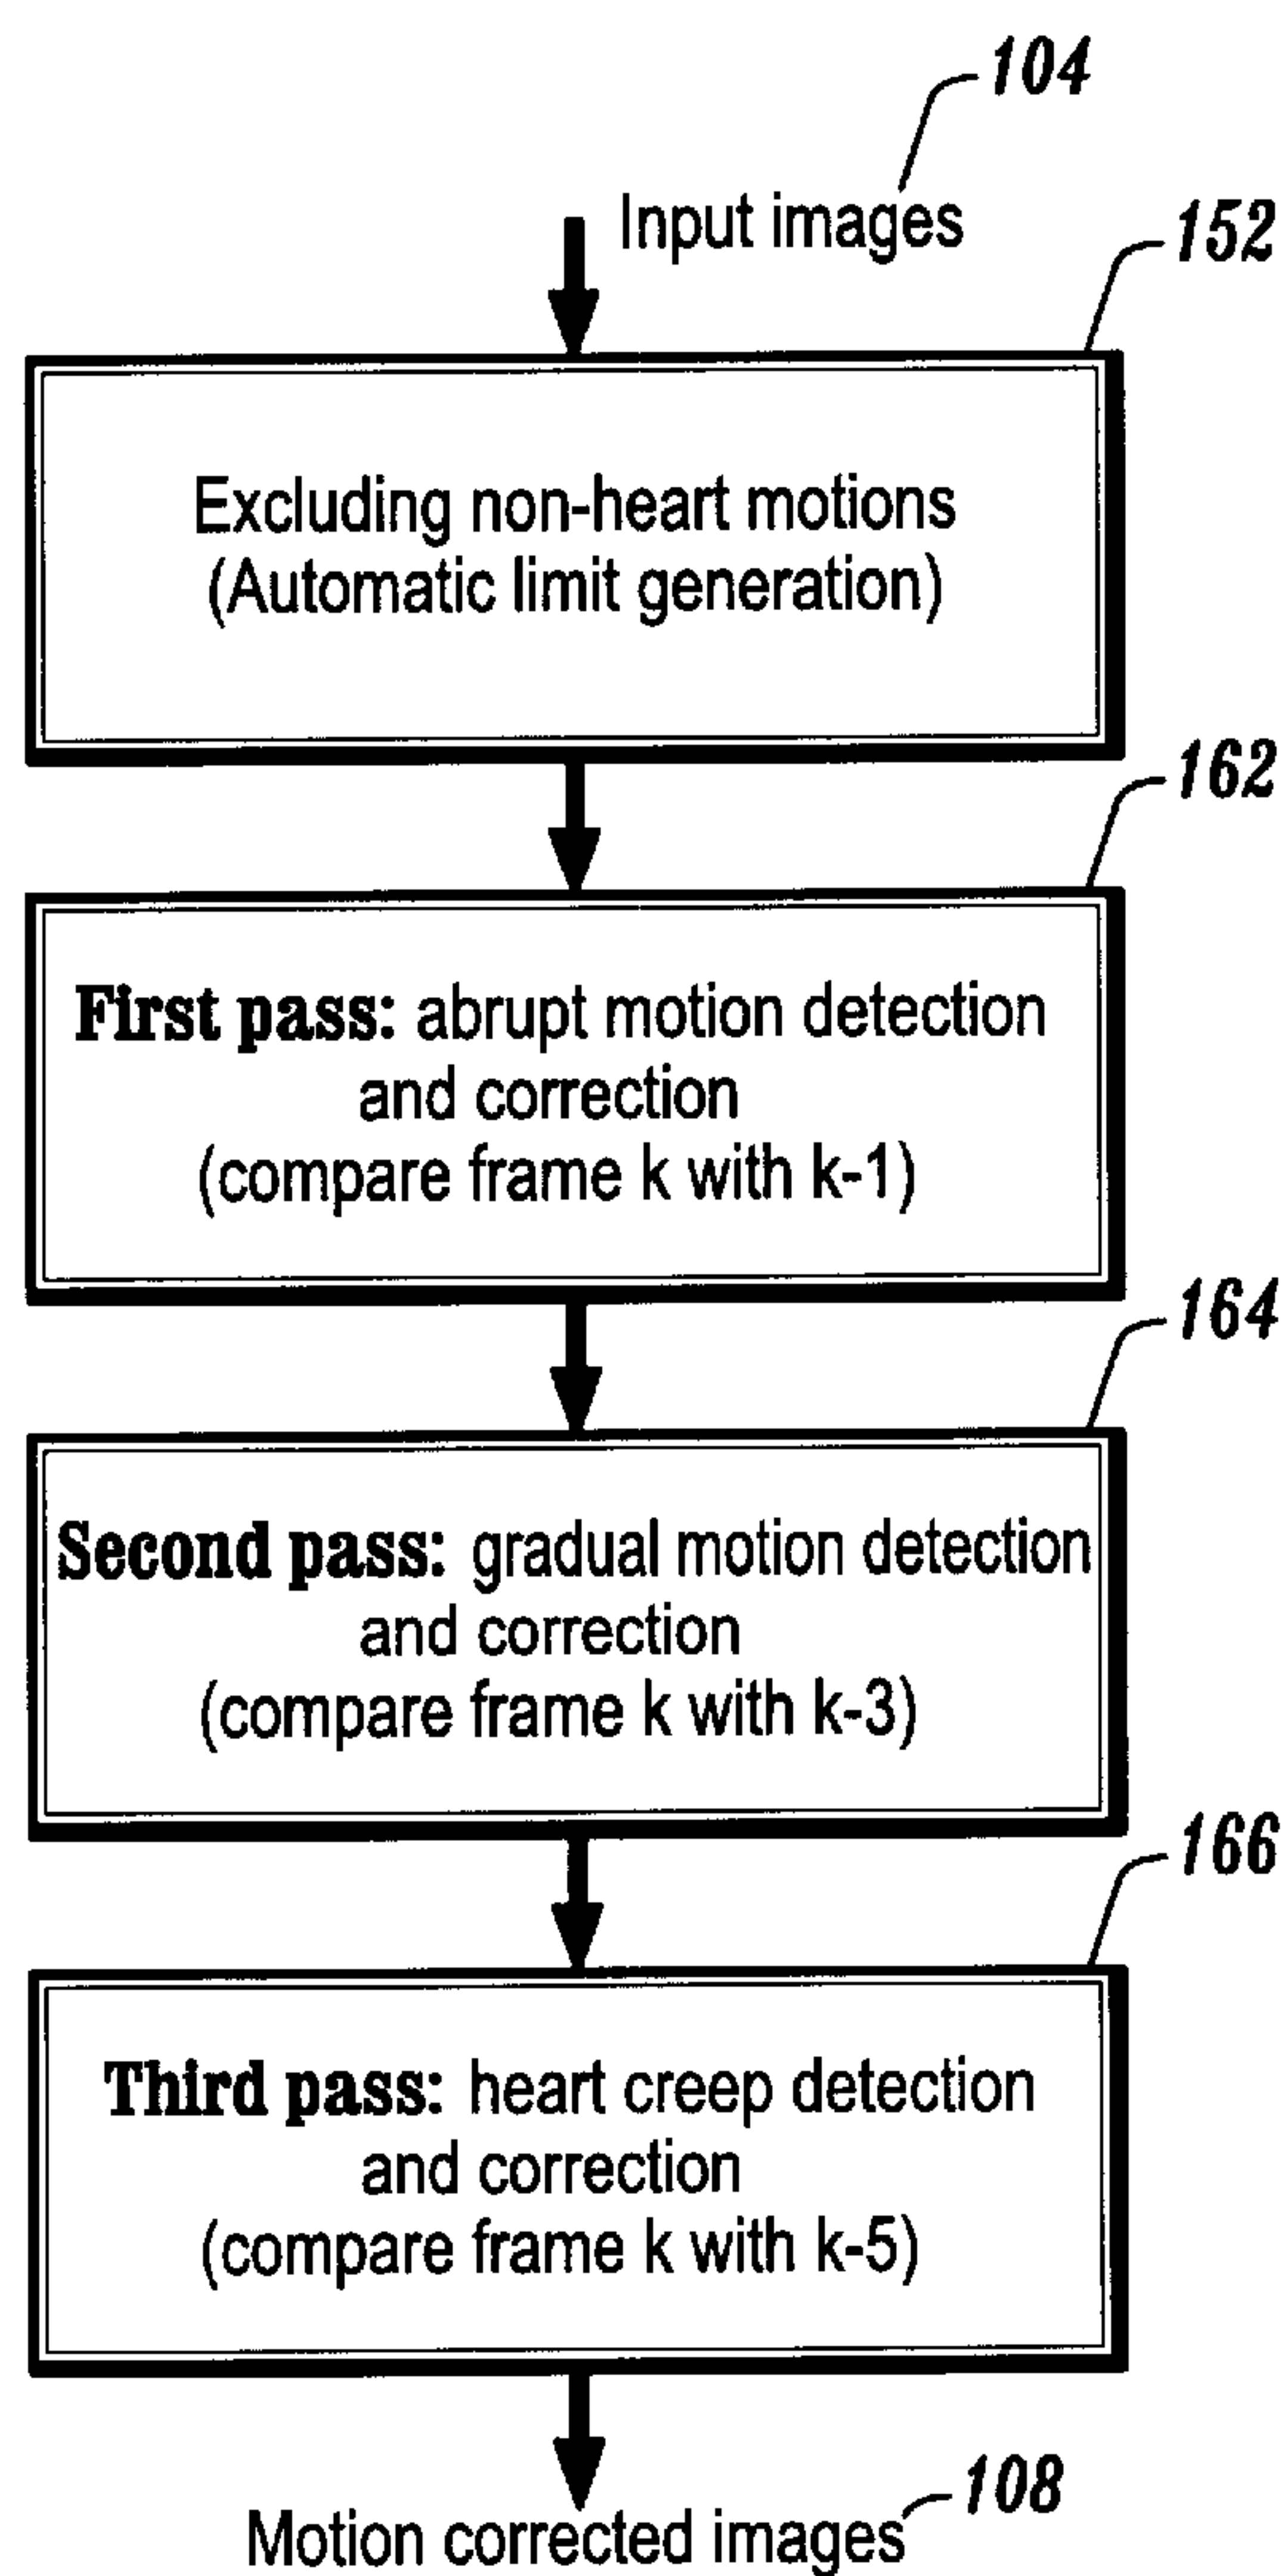 104
Input images
152
Excluding non-heart motions
(Automatic limit generation)
162
First pass: abrupt motion detection
and correction
(compare frame k with k-1)
164
Second pass: gradual motion detection
and correction
(compare frame k with k-3)
166
Third pass: heart creep detection
and correction
(compare frame k with k-5)
108
Motion corrected images